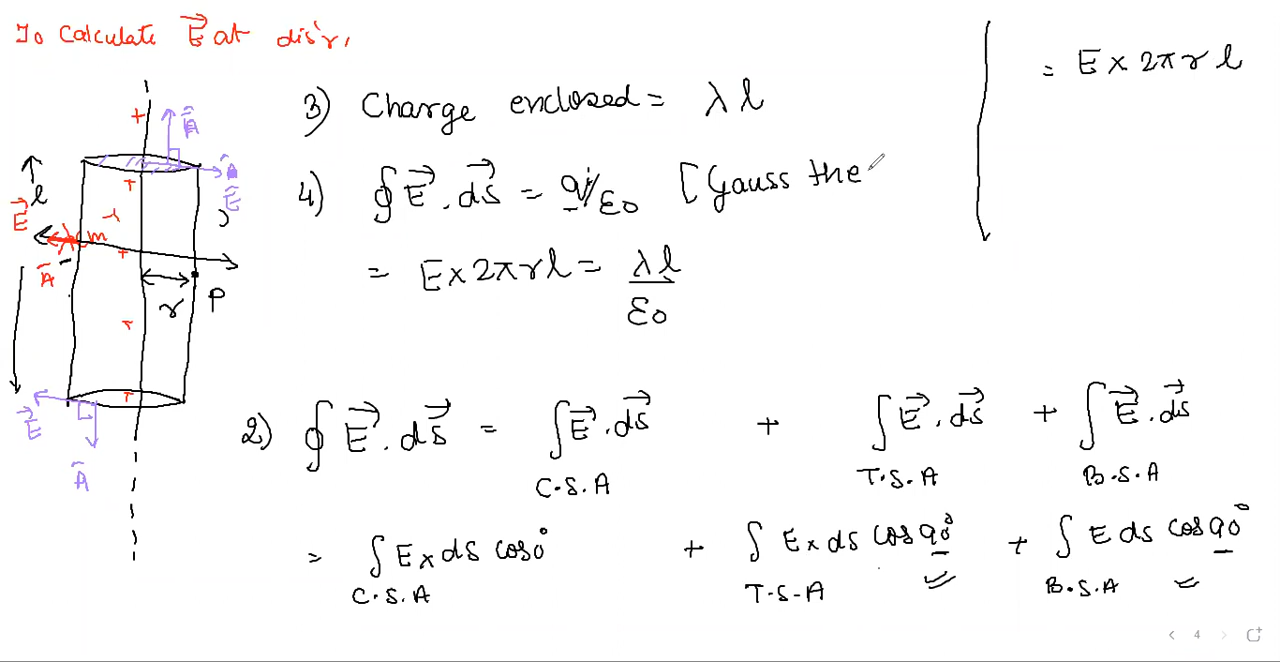 To Calculate E⃗ at dis'r,
= E × 2πrl
3) Charge enclosed = λl
4) ∮E⃗.ds⃗ = q/ε₀ [Gauss the
= E × 2πrl = λl/ε₀
2) ∮E⃗.ds⃗ = ∫E⃗.ds⃗ + ∫E⃗.ds⃗ + ∫E⃗.ds⃗
C.S.A T.S.A B.S.A
= ∫E × ds cos0° + ∫E × ds cos90° + ∫E ds cos90°
C.S.A T.S-A B.S.A
+
Â
l
E⃗
λ c/m
Â
r P
E⃗
Â
4